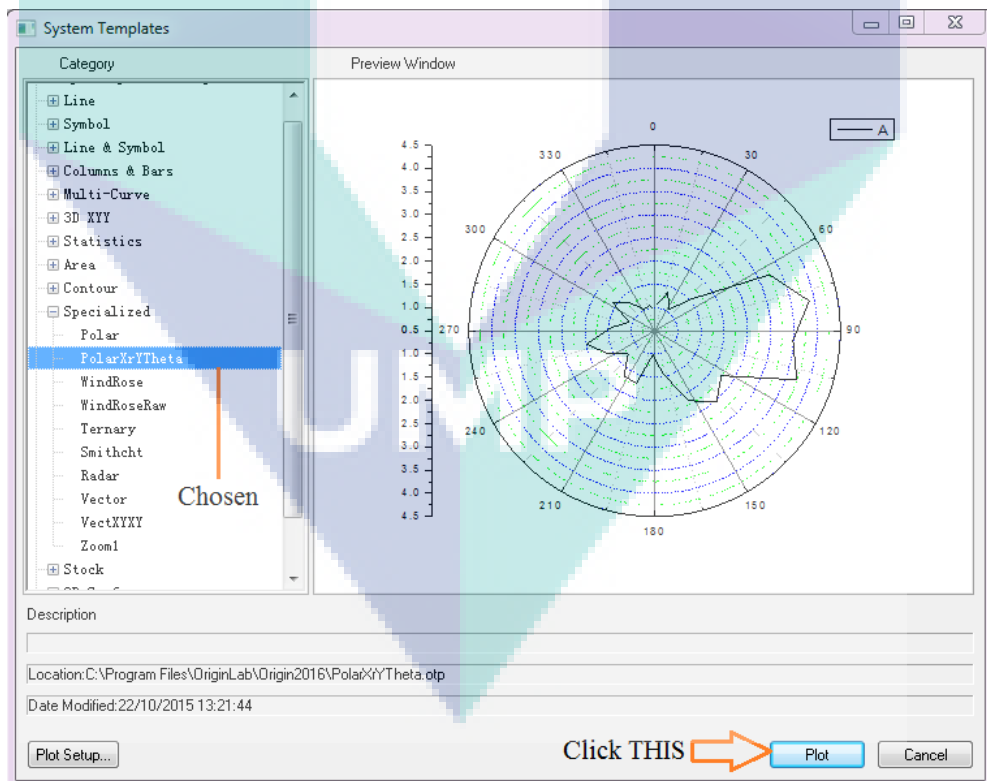 System Templates
Category
Preview Window
Line
Symbol
Line & Symbol
Columns & Bars
Multi-Curve
3D XYY
Statistics
Area
Contour
Specialized
Polar
PolarXrYTheta
WindRose
WindRoseRaw
Ternary
Smithcht
Radar
Vector
VectXYXY
Zoom1
Stock
Chosen
A
4.5
4.0
3.5
3.0
2.5
2.0
1.5
1.0
0.5
1.0
1.5
2.0
2.5
3.0
3.5
4.0
4.5
0
30
60
90
120
150
180
210
240
270
300
330
UMP
Description
Location:C:\Program Files\OriginLab\Origin2016\PolarXrYTheta.otp
Date Modified:22/10/2015 13:21:44
Plot Setup...
Click THIS
Plot
Cancel